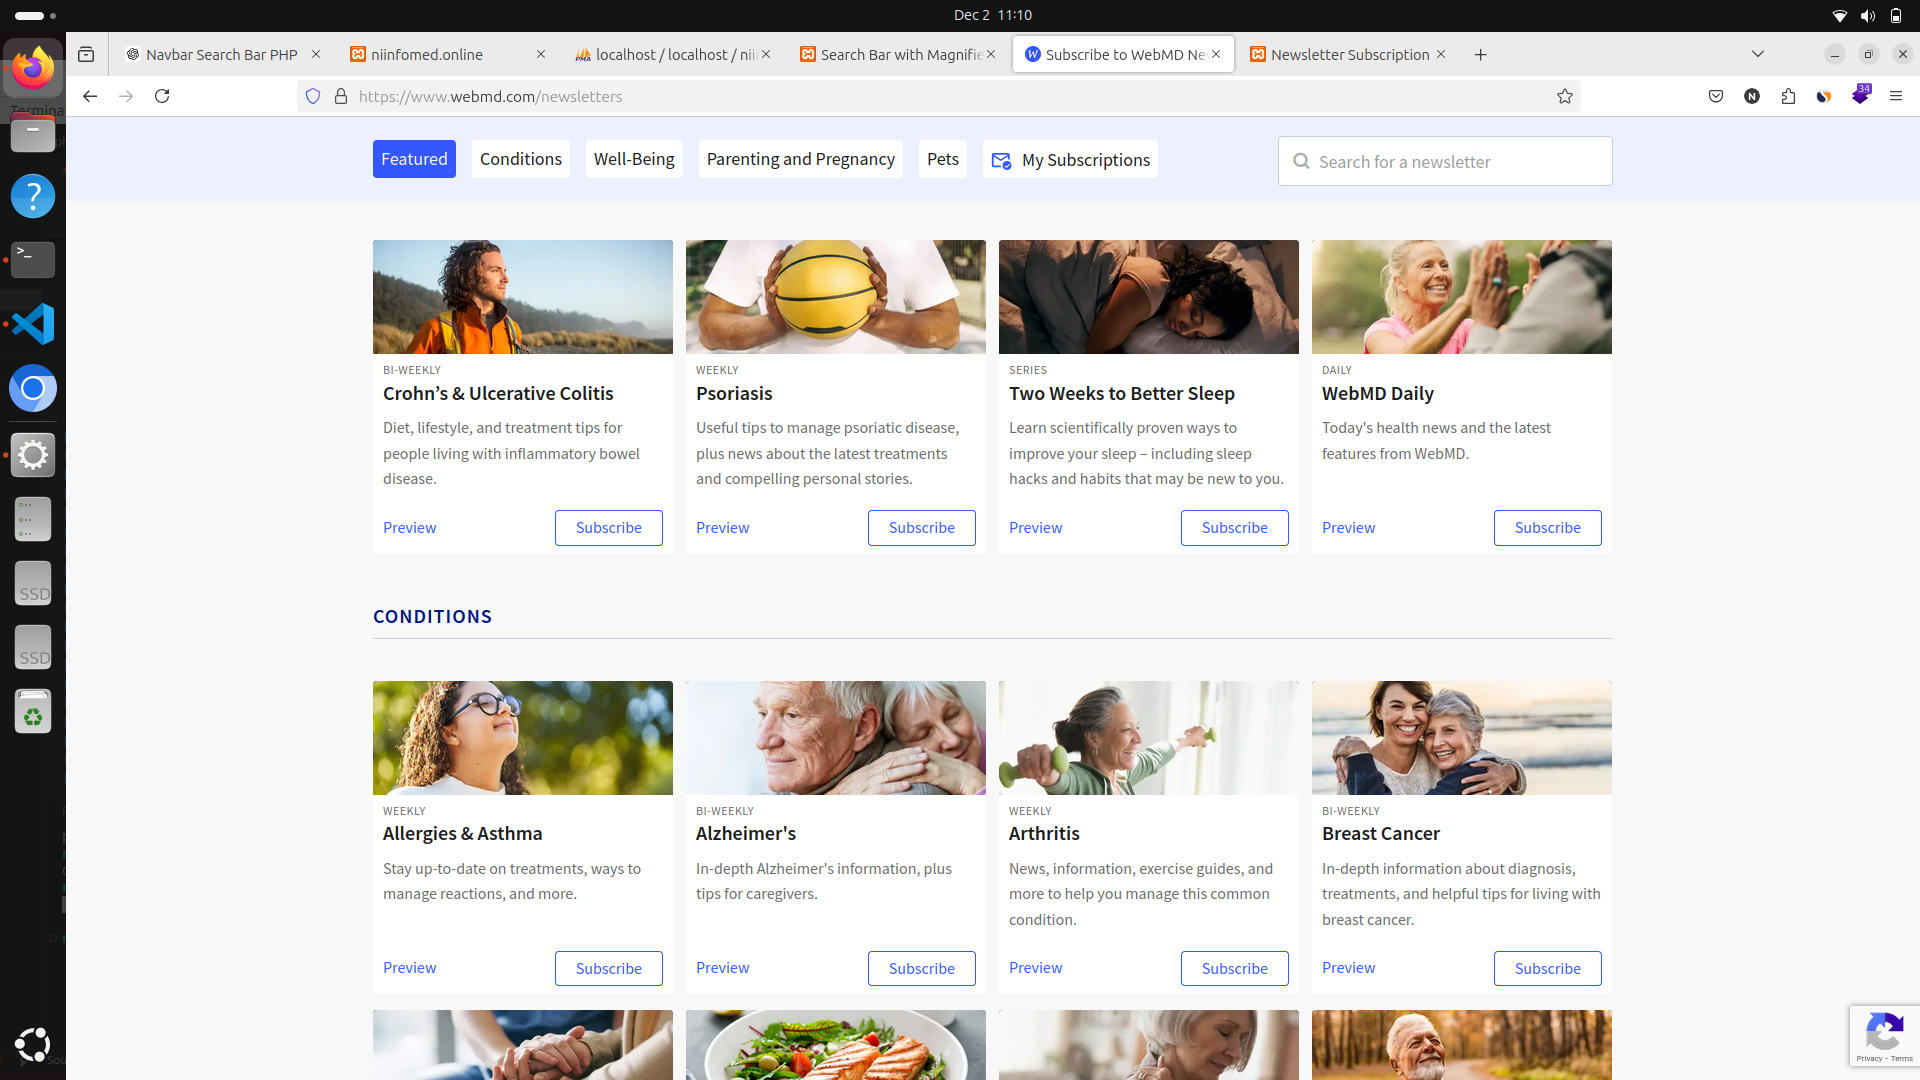 Dec 2 11:10
Navbar Search Bar PHP
niinfomed.online
localhost / localhost / nii
Search Bar with Magnifie
Subscribe to WebMD Ne
Newsletter Subscription
https://www.webmd.com/newsletters
34
Featured
Conditions
Well-Being
Parenting and Pregnancy
Pets
My Subscriptions
Search for a newsletter
BI-WEEKLY
Crohn’s & Ulcerative Colitis
Diet, lifestyle, and treatment tips for
people living with inflammatory bowel
disease.
Preview
Subscribe
WEEKLY
Psoriasis
Useful tips to manage psoriatic disease,
plus news about the latest treatments
and compelling personal stories.
Preview
Subscribe
SERIES
Two Weeks to Better Sleep
Learn scientifically proven ways to
improve your sleep – including sleep
hacks and habits that may be new to you.
Preview
Subscribe
DAILY
WebMD Daily
Today's health news and the latest
features from WebMD.
Preview
Subscribe
CONDITIONS
WEEKLY
Allergies & Asthma
Stay up-to-date on treatments, ways to
manage reactions, and more.
Preview
Subscribe
BI-WEEKLY
Alzheimer's
In-depth Alzheimer's information, plus
tips for caregivers.
Preview
Subscribe
WEEKLY
Arthritis
News, information, exercise guides, and
more to help you manage this common
condition.
Preview
Subscribe
BI-WEEKLY
Breast Cancer
In-depth information about diagnosis,
treatments, and helpful tips for living with
breast cancer.
Preview
Subscribe
SSD
SSD
Privacy - Terms